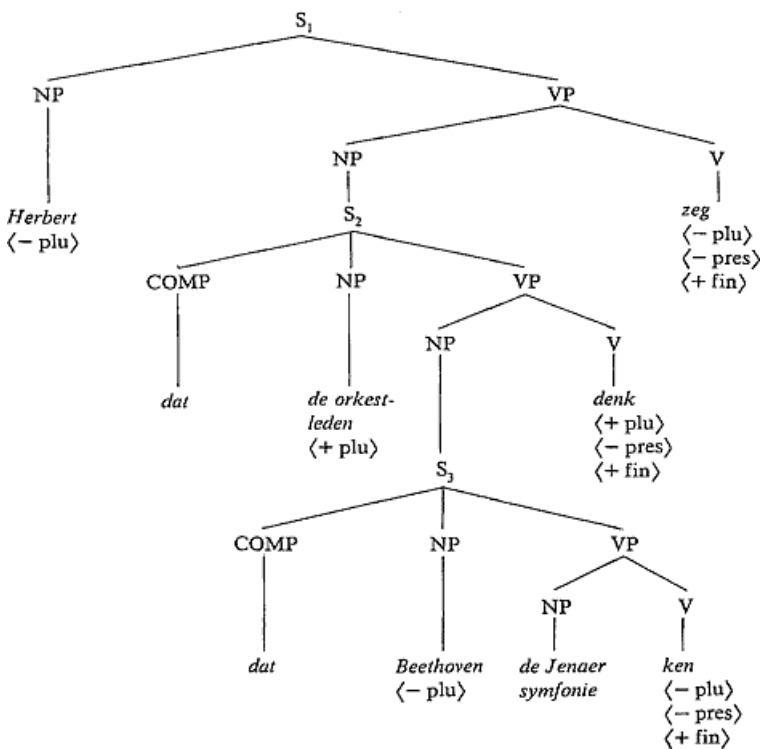 S₁
NP VP
NP V
Herbert
⟨− plu⟩
S₂
zeg
⟨− plu⟩
⟨− pres⟩
⟨+ fin⟩
COMP NP VP
NP V
dat
de orkest-
leden
⟨+ plu⟩
denk
⟨+ plu⟩
⟨− pres⟩
⟨+ fin⟩
S₃
COMP NP VP
NP V
dat
Beethoven
⟨− plu⟩
de Jenaer
symfonie
ken
⟨− plu⟩
⟨− pres⟩
⟨+ fin⟩